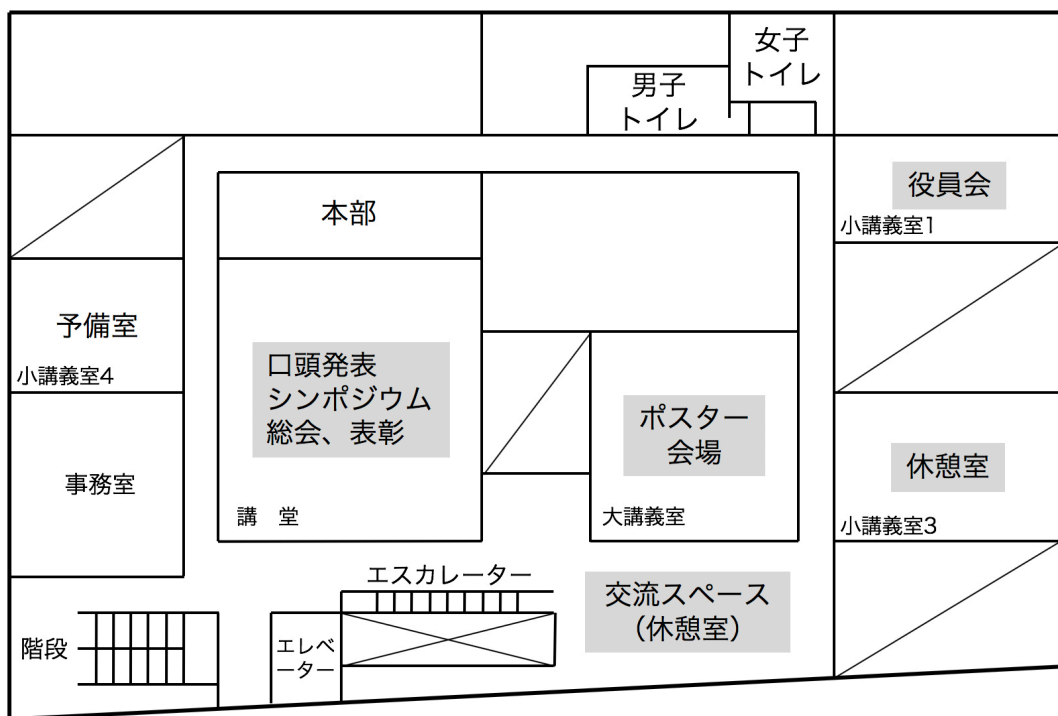 女子
トイレ
男子
トイレ
役員会
小講義室1
本部
予備室
小講義室4
口頭発表
シンポジウム
総会、表彰
講　堂
ポスター
会場
大講義室
休憩室
小講義室3
事務室
エスカレーター
交流スペース
（休憩室）
階段
エレベ
ーター